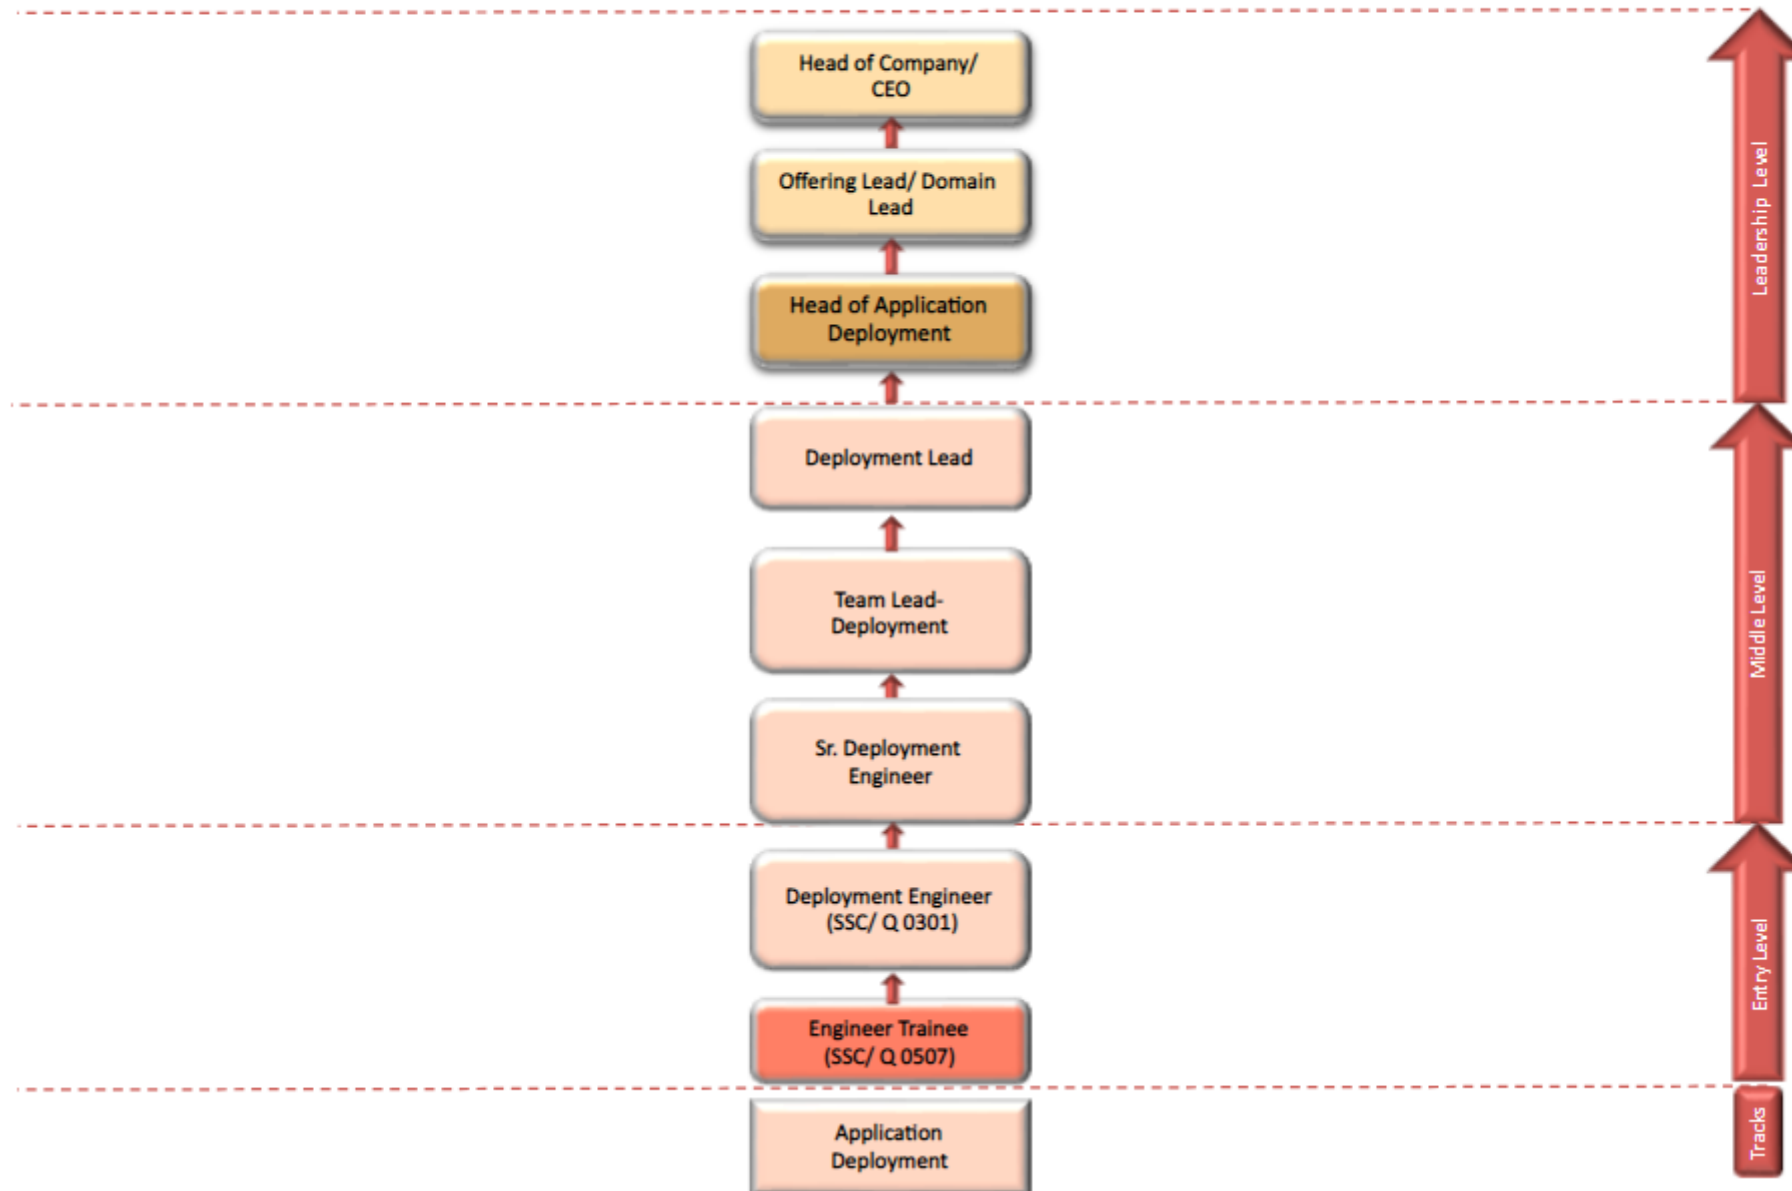 Head of Company/
CEO
Offering Lead/ Domain
Lead
Head of Application
Deployment
Leadership Level
Deployment Lead
Team Lead-
Deployment
Sr. Deployment
Engineer
Middle Level
Deployment Engineer
(SSC/ Q 0301)
Engineer Trainee
(SSC/ Q 0507)
Entry Level
Application
Deployment
Tracks